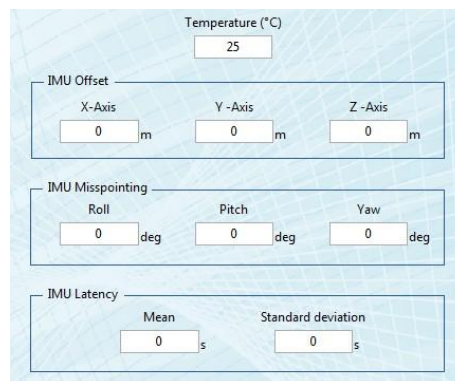 Temperature (°C)
25
IMU Offset
X-Axis Y -Axis Z -Axis
0 m 0 m 0 m
IMU Misspointing
Roll Pitch Yaw
0 deg 0 deg 0 deg
IMU Latency
Mean Standard deviation
0 s 0 s